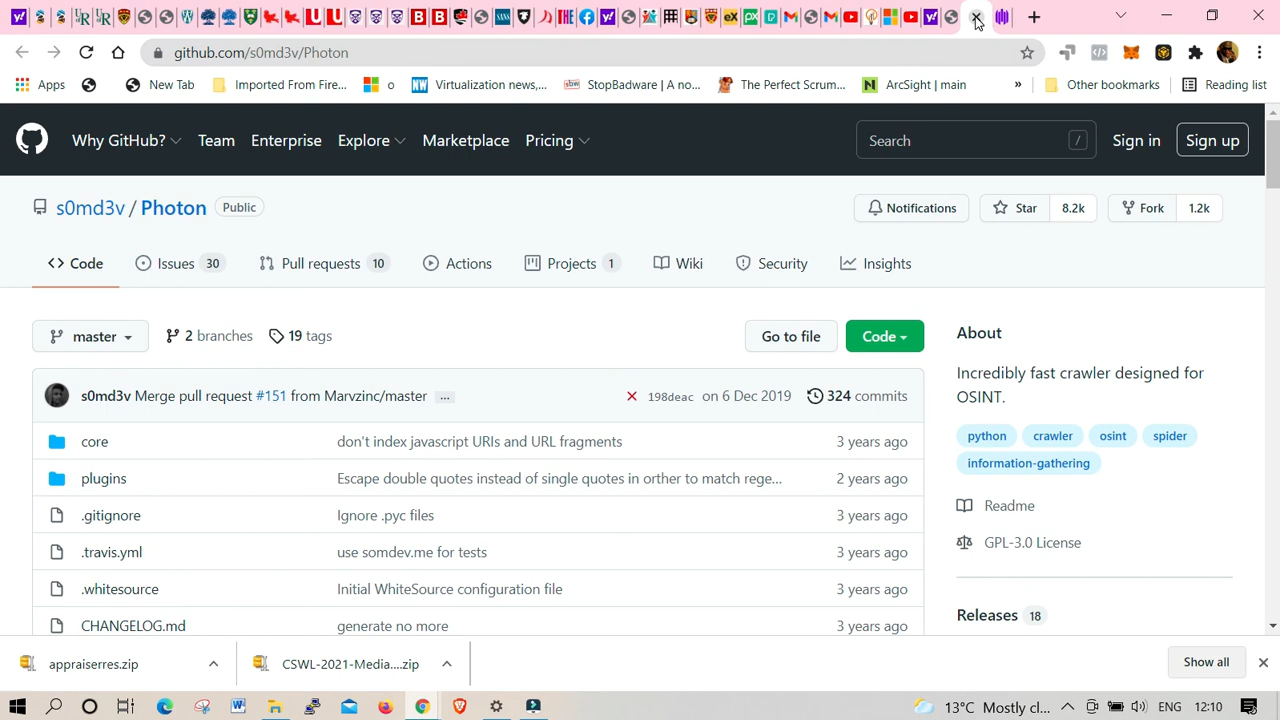 github.com/s0md3v/Photon
Apps
New Tab
Imported From Fire...
o
Virtualization news,...
StopBadware | A no...
The Perfect Scrum...
ArcSight | main
»
Other bookmarks
Reading list
Why GitHub?
Team
Enterprise
Explore
Marketplace
Pricing
Search
/
Sign in
Sign up
s0md3v / Photon
Public
Notifications
Star 8.2k
Fork 1.2k
<> Code
Issues 30
Pull requests 10
Actions
Projects 1
Wiki
Security
Insights
master
2 branches
19 tags
Go to file
Code
About
Incredibly fast crawler designed for
OSINT.
s0md3v Merge pull request #151 from Marvzinc/master ...
198deac on 6 Dec 2019
324 commits
core don't index javascript URIs and URL fragments 3 years ago
plugins Escape double quotes instead of single quotes in orther to match rege... 2 years ago
.gitignore Ignore .pyc files 3 years ago
.travis.yml use somdev.me for tests 3 years ago
.whitesource Initial WhiteSource configuration file 3 years ago
CHANGELOG.md generate no more 3 years ago
python crawler osint spider
information-gathering
Readme
GPL-3.0 License
Releases 18
appraiserres.zip
CSWL-2021-Media....zip
Show all
13°C Mostly cl...
ENG
12:10